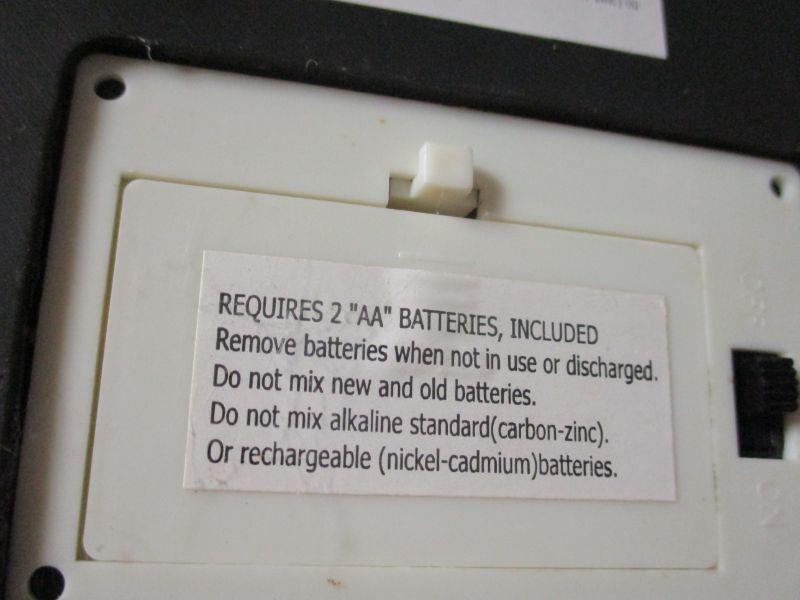 REQUIRES 2 "AA" BATTERIES, INCLUDED
Remove batteries when not in use or discharged.
Do not mix new and old batteries.
Do not mix alkaline standard(carbon-zinc).
Or rechargeable (nickel-cadmium)batteries.
OFF
ON